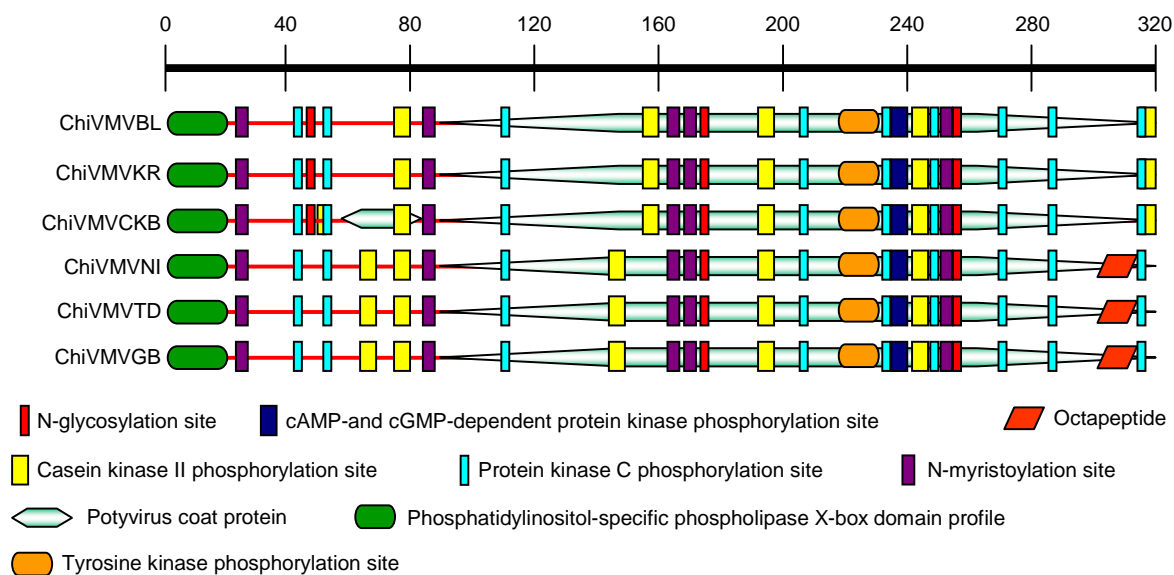 0 40 80 120 160 200 240 280 320
ChiVMVBL
ChiVMVKR
ChiVMVCKB
ChiVMVNI
ChiVMVTD
ChiVMVGB
N-glycosylation site cAMP-and cGMP-dependent protein kinase phosphorylation site Octapeptide
Casein kinase II phosphorylation site Protein kinase C phosphorylation site N-myristoylation site
Potyvirus coat protein Phosphatidylinositol-specific phospholipase X-box domain profile
Tyrosine kinase phosphorylation site